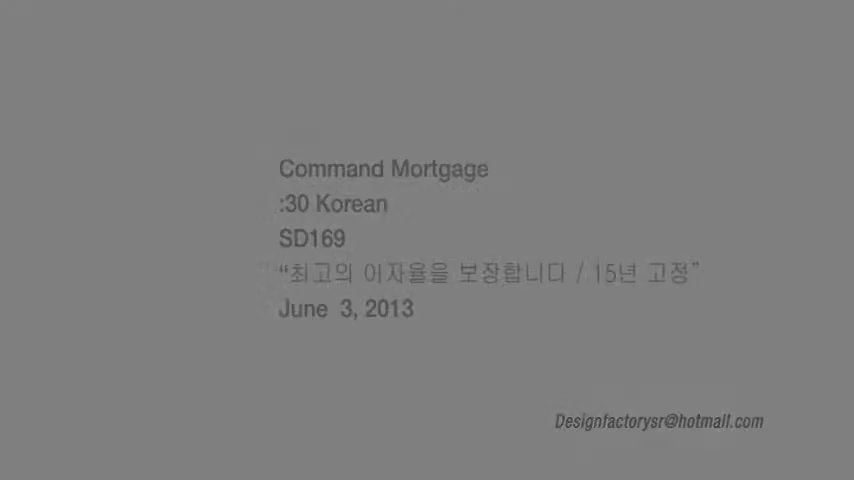 Command Mortgage
:30 Korean
SD169
“최고의 이자율을 보장합니다 / 15년 고정”
June 3, 2013
Designfactorysr@hotmail.com